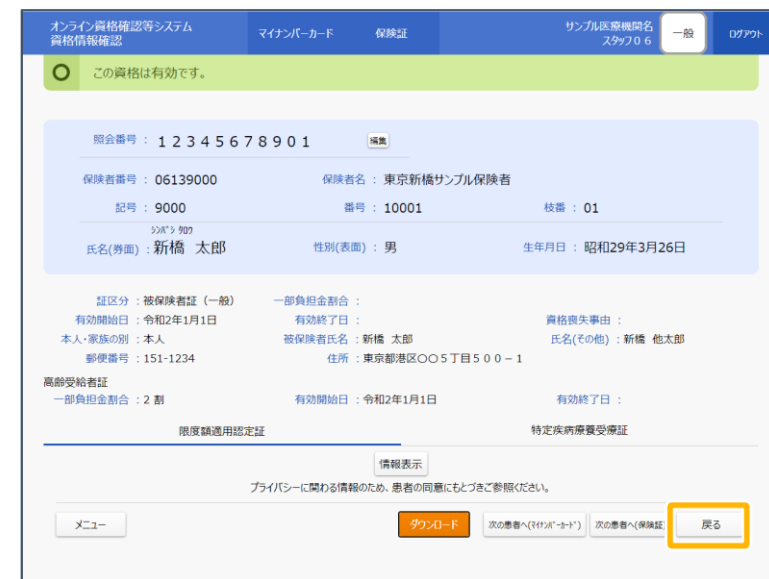 オンライン資格確認等システム マイナンバーカード 保険証 サンプル医療機関名 一般 ログアウト
資格情報確認 スタッフ０６
この資格は有効です。
照会番号 ： １２３４５６７８９０１ 編集
保険者番号 ： 06139000 保険者名 ： 東京新橋サンプル保険者
記号 ： 9000 番号 ： 10001 枝番 ： 01
ｼﾝﾊﾞｼ ﾀﾛｳ
氏名(券面) ： 新橋　太郎 性別(表面) ： 男 生年月日 ： 昭和29年3月26日
証区分 ：被保険者証（一般） 一部負担金割合 ：
有効開始日 ：令和2年1月1日 有効終了日 ： 資格喪失事由 ：
本人・家族の別 ：本人 被保険者氏名 ：新橋 太郎 氏名(その他) ：新橋 他太郎
郵便番号 ：151-1234 住所 ：東京都港区〇〇５丁目５００－１
高齢受給者証
一部負担金割合 ：2 割 有効開始日 ：令和2年1月1日 有効終了日 ：
限度額適用認定証 特定疾病療養受療証
情報表示
プライバシーに関わる情報のため、患者の同意にもとづきご参照ください。
メニュー ダウンロード 次の患者へ(ﾏｲﾅﾝﾊﾞｰｶｰﾄﾞ) 次の患者へ(保険証) 戻る